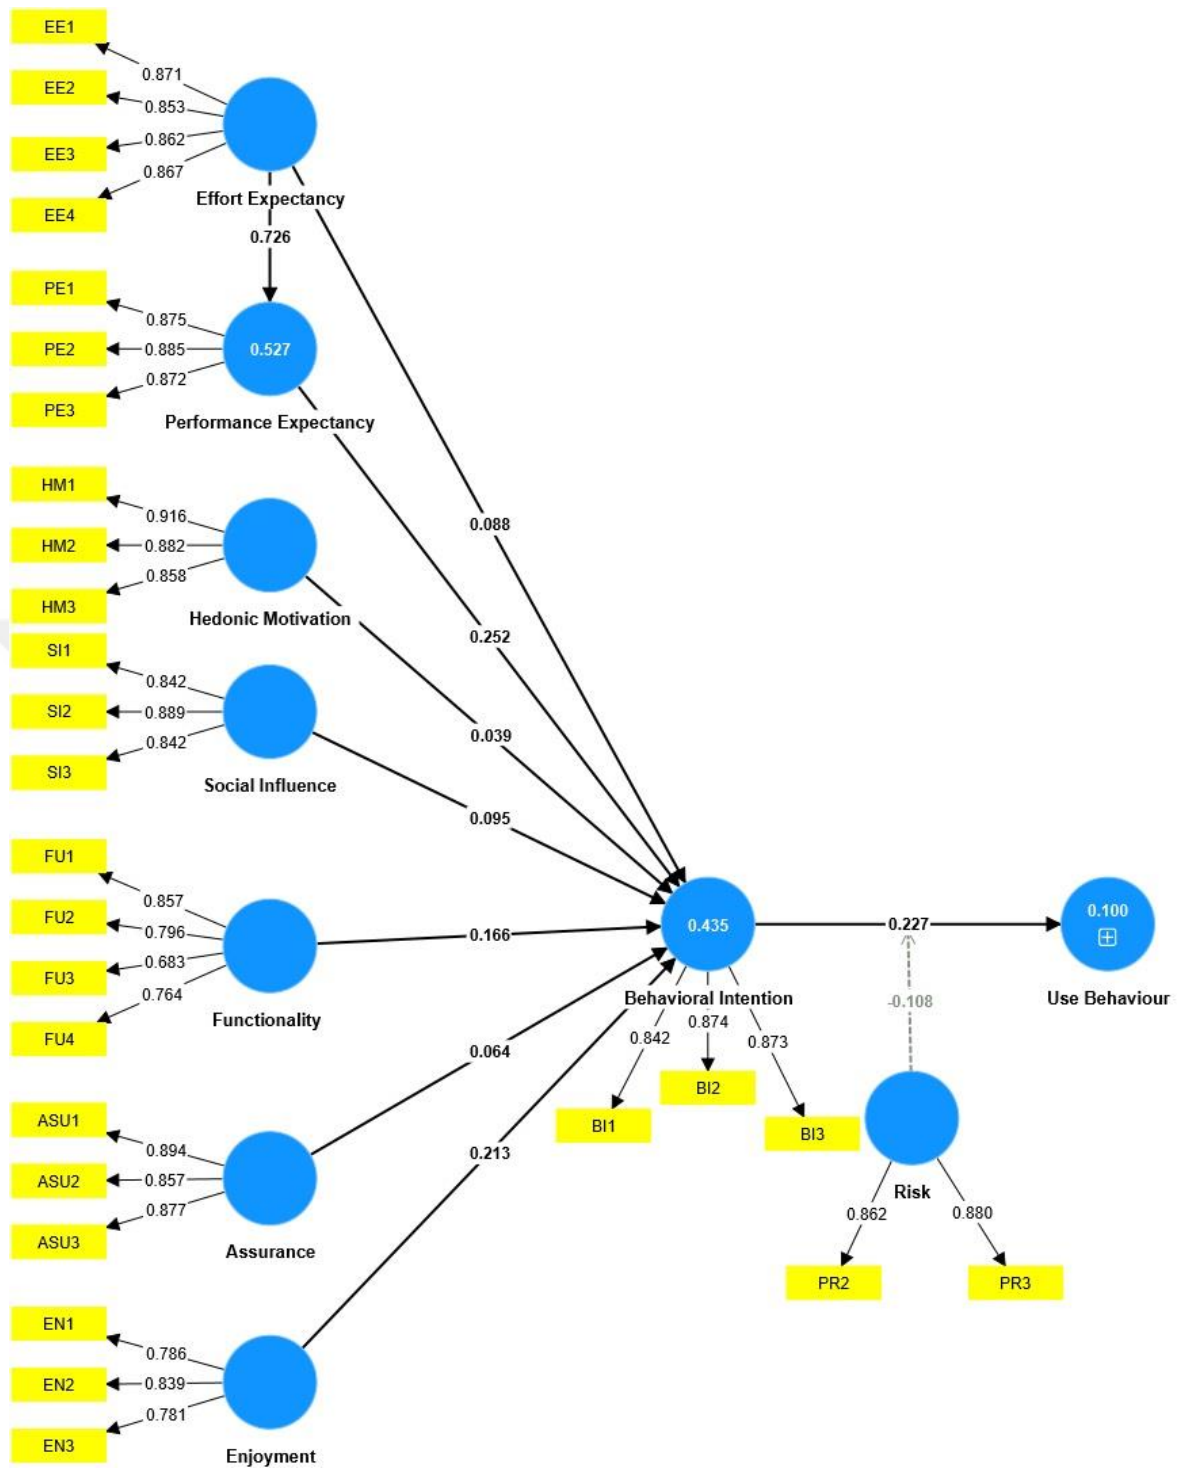 EE1
0.871
EE2
0.853
EE3
0.862
EE4
0.867
Effort Expectancy
0.726
PE1
0.875
PE2
0.885
0.527
PE3
0.872
Performance Expectancy
HM1
0.916
0.088
HM2
0.882
HM3
0.858
Hedonic Motivation
0.252
SI1
0.842
SI2
0.889
0.039
SI3
0.842
Social Influence
0.095
FU1
0.857
FU2
0.796
FU3
0.683
FU4
0.764
Functionality
0.166
0.435
Behavioral Intention
0.227
0.100
Use Behaviour
-0.108
0.842
0.874
0.873
BI1
BI2
BI3
0.064
ASU1
0.894
ASU2
0.857
ASU3
0.877
Assurance
0.213
Risk
0.862
0.880
PR2
PR3
EN1
0.786
EN2
0.839
EN3
0.781
Enjoyment